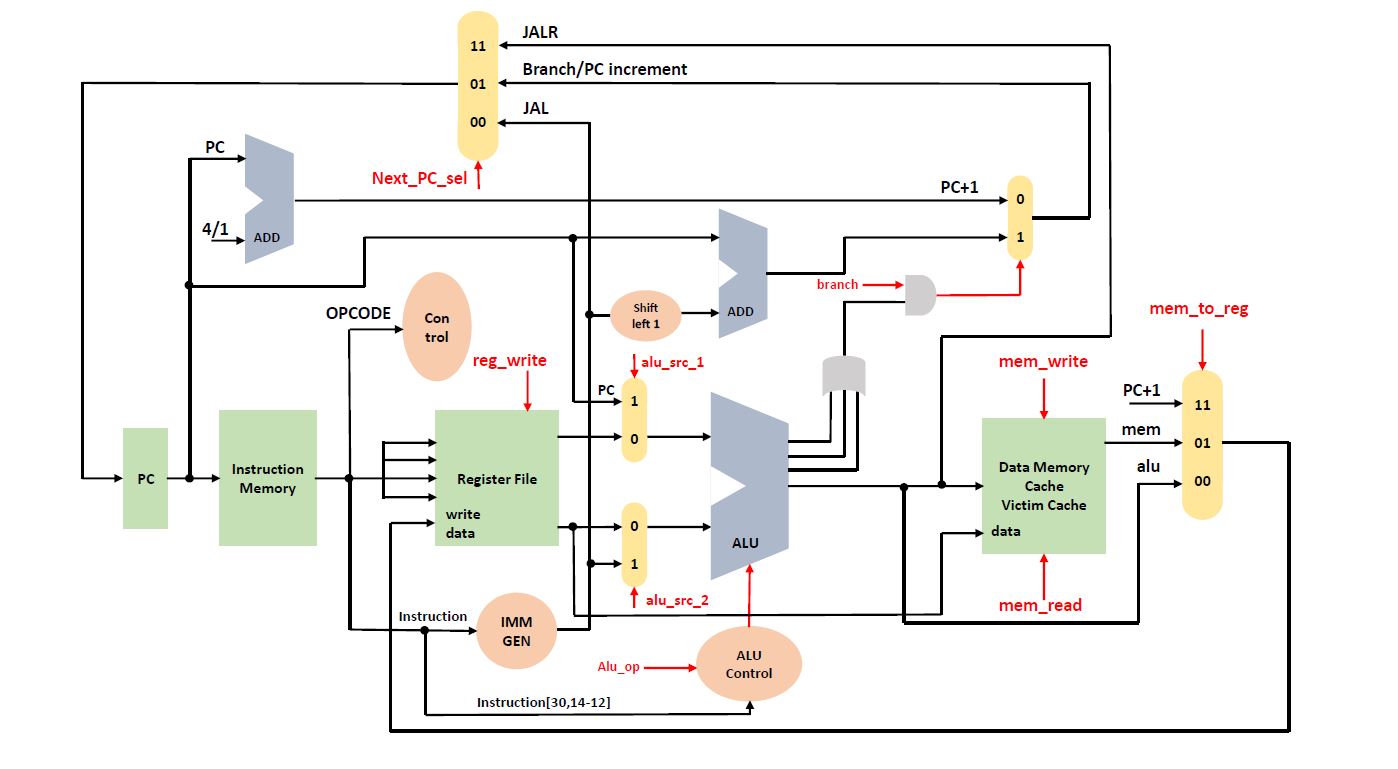 JALR
11
Branch/PC increment
01
JAL
00
Next_PC_sel
PC
4/1
ADD
PC+1
0
1
branch
ADD
Shift
left 1
OPCODE
Con
trol
reg_write
alu_src_1
PC
1
0
mem_write
mem_to_reg
PC+1
11
mem
01
alu
00
PC
Instruction
Memory
Register File
write
data
0
1
alu_src_2
ALU
Data Memory
Cache
Victim Cache
data
mem_read
Instruction
IMM
GEN
Alu_op
ALU
Control
Instruction[30,14-12]